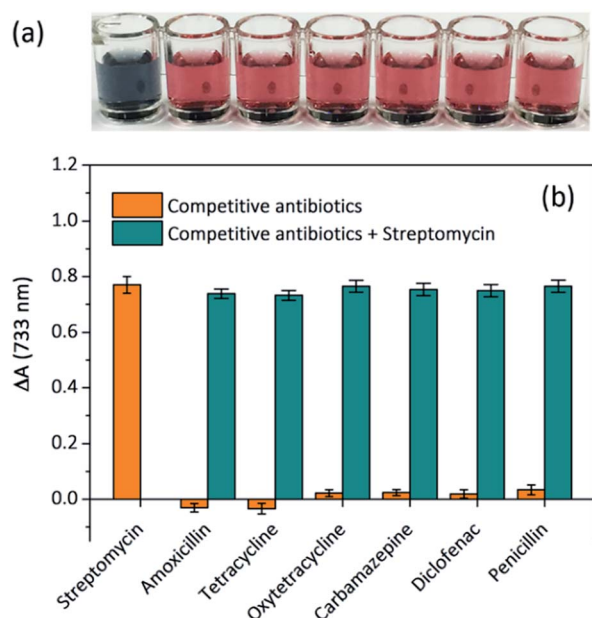 (a)
(b)
Competitive antibiotics
Competitive antibiotics + Streptomycin
1.2
1.0
0.8
0.6
0.4
0.2
0.0
ΔA (733 nm)
Streptomycin
Amoxicillin
Tetracycline
Oxytetracycline
Carbamazepine
Diclofenac
Penicillin